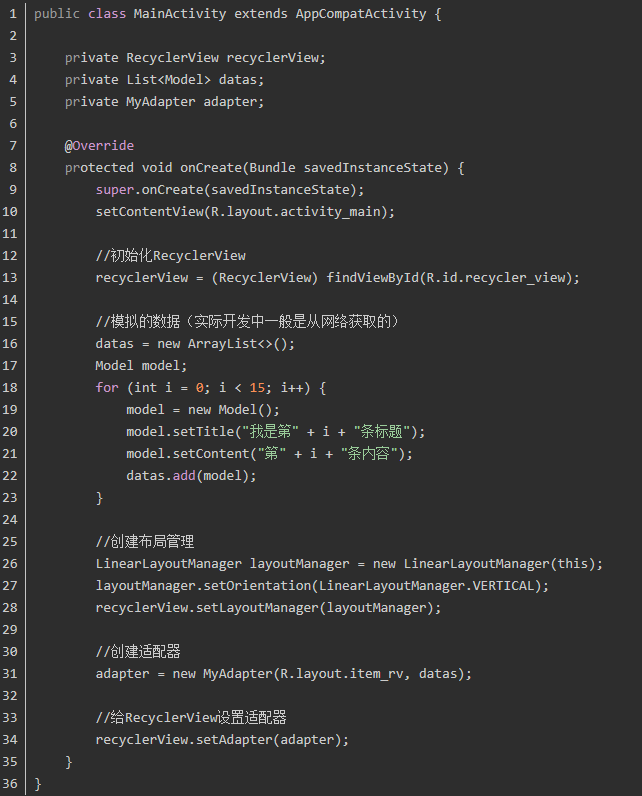 1 public class MainActivity extends AppCompatActivity {
2
3     private RecyclerView recyclerView;
4     private List<Model> datas;
5     private MyAdapter adapter;
6
7     @Override
8     protected void onCreate(Bundle savedInstanceState) {
9         super.onCreate(savedInstanceState);
10         setContentView(R.layout.activity_main);
11
12         //初始化RecyclerView
13         recyclerView = (RecyclerView) findViewById(R.id.recycler_view);
14
15         //模拟的数据（实际开发中一般是从网络获取的）
16         datas = new ArrayList<>();
17         Model model;
18         for (int i = 0; i < 15; i++) {
19             model = new Model();
20             model.setTitle("我是第" + i + "条标题");
21             model.setContent("第" + i + "条内容");
22             datas.add(model);
23         }
24
25         //创建布局管理
26         LinearLayoutManager layoutManager = new LinearLayoutManager(this);
27         layoutManager.setOrientation(LinearLayoutManager.VERTICAL);
28         recyclerView.setLayoutManager(layoutManager);
29
30         //创建适配器
31         adapter = new MyAdapter(R.layout.item_rv, datas);
32
33         //给RecyclerView设置适配器
34         recyclerView.setAdapter(adapter);
35     }
36 }